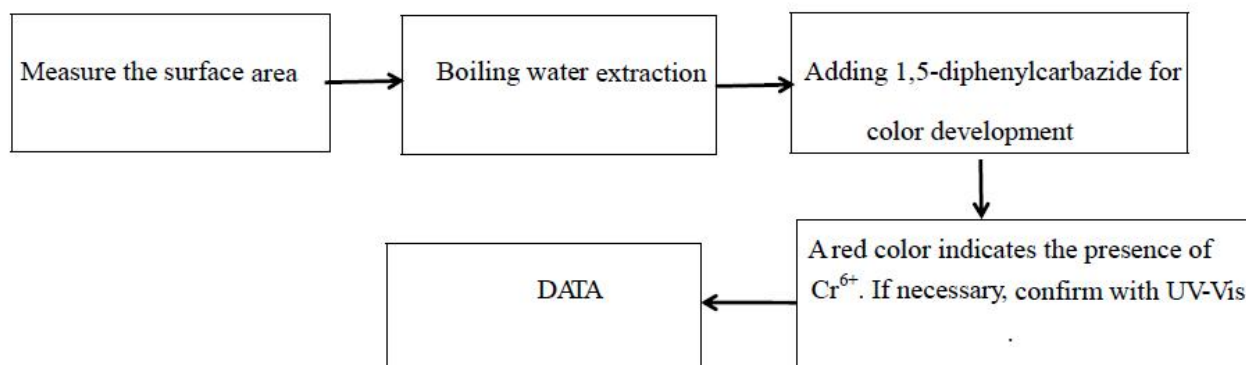 Measure the surface area
Boiling water extraction
Adding 1,5-diphenylcarbazide for
color development
A red color indicates the presence of
Cr⁶⁺. If necessary, confirm with UV-Vis
.
DATA